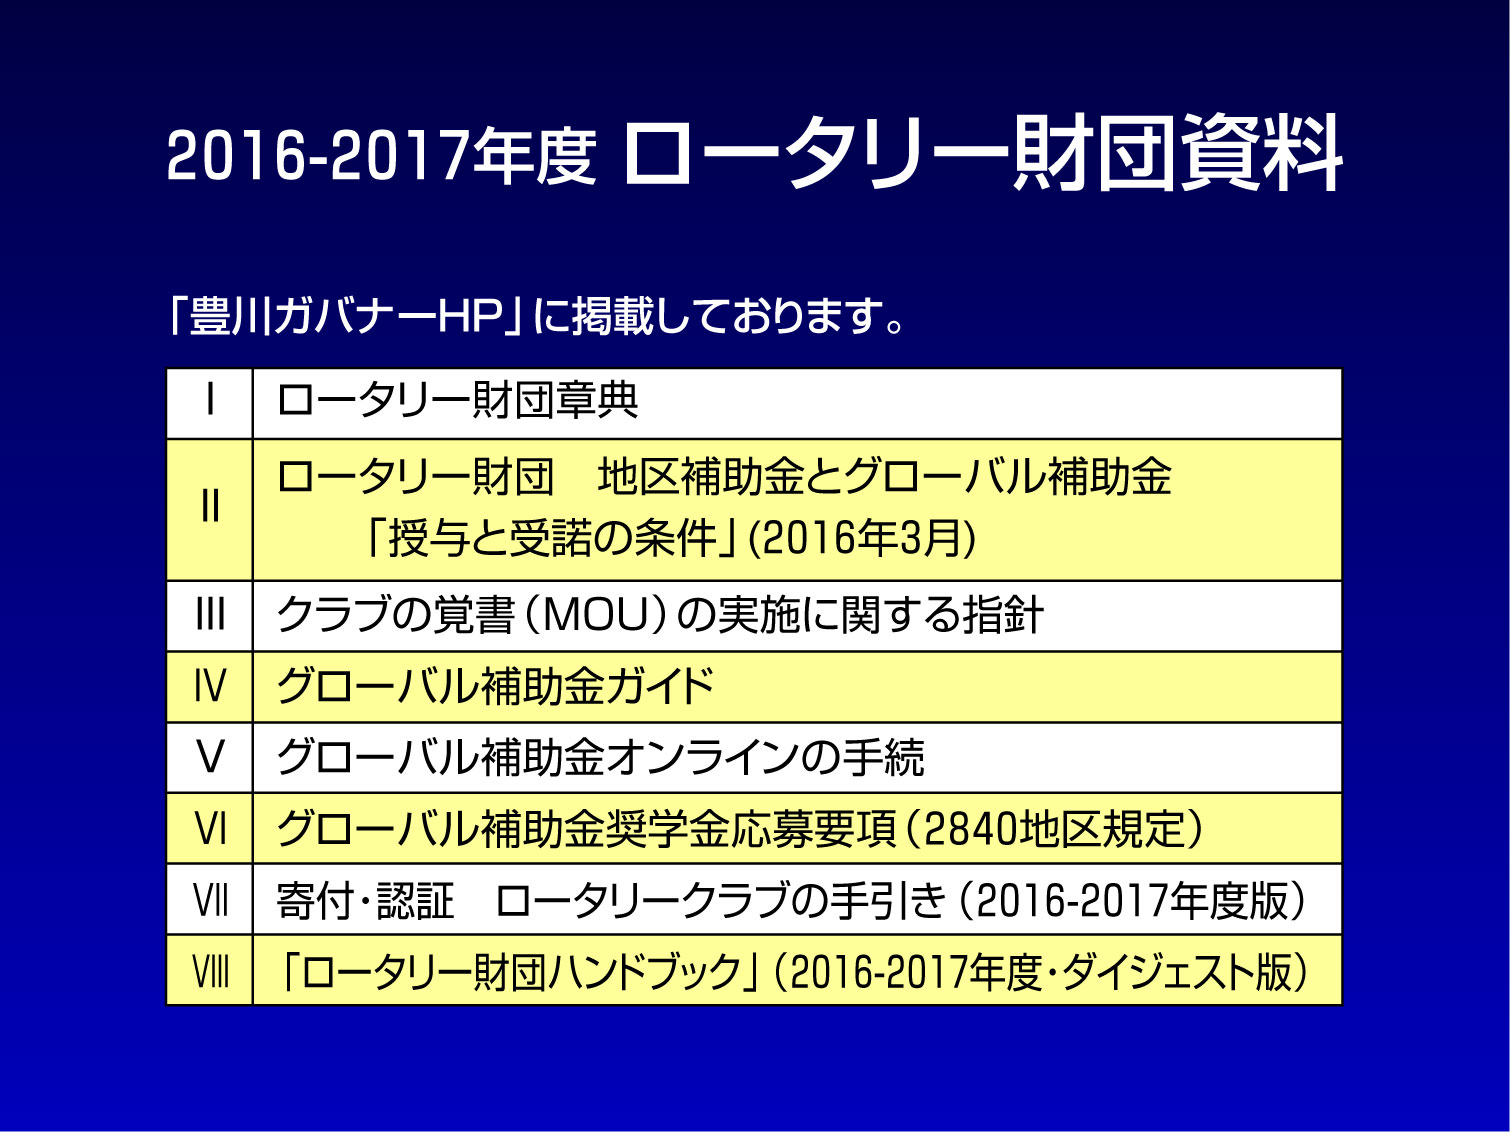 2016-2017年度 ロータリー財団資料
「豊川ガバナーHP」に掲載しております。
Ⅰ ロータリー財団章典
Ⅱ ロータリー財団　地区補助金とグローバル補助金
「授与と受諾の条件」(2016年3月)
Ⅲ クラブの覚書（MOU）の実施に関する指針
Ⅳ グローバル補助金ガイド
Ⅴ グローバル補助金オンラインの手続
Ⅵ グローバル補助金奨学金応募要項（2840地区規定）
Ⅶ 寄付・認証　ロータリークラブの手引き（2016-2017年度版）
Ⅷ 「ロータリー財団ハンドブック」（2016-2017年度・ダイジェスト版）